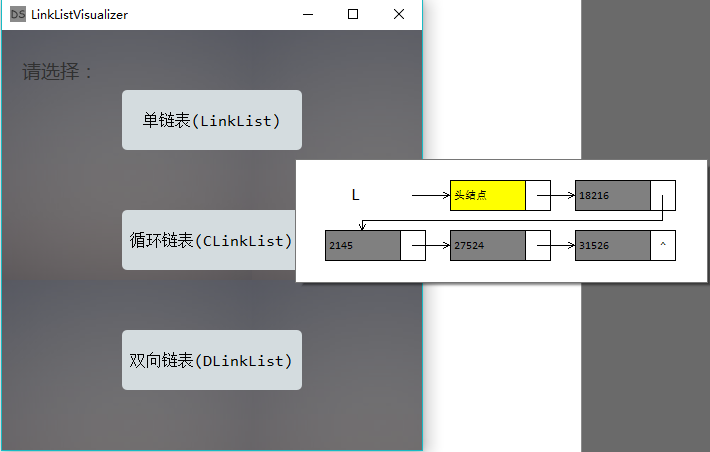 DS LinkListVisualizer
请选择：
单链表(LinkList)
循环链表(CLinkList)
双向链表(DLinkList)
L 头结点 18216
2145 27524 31526 ^